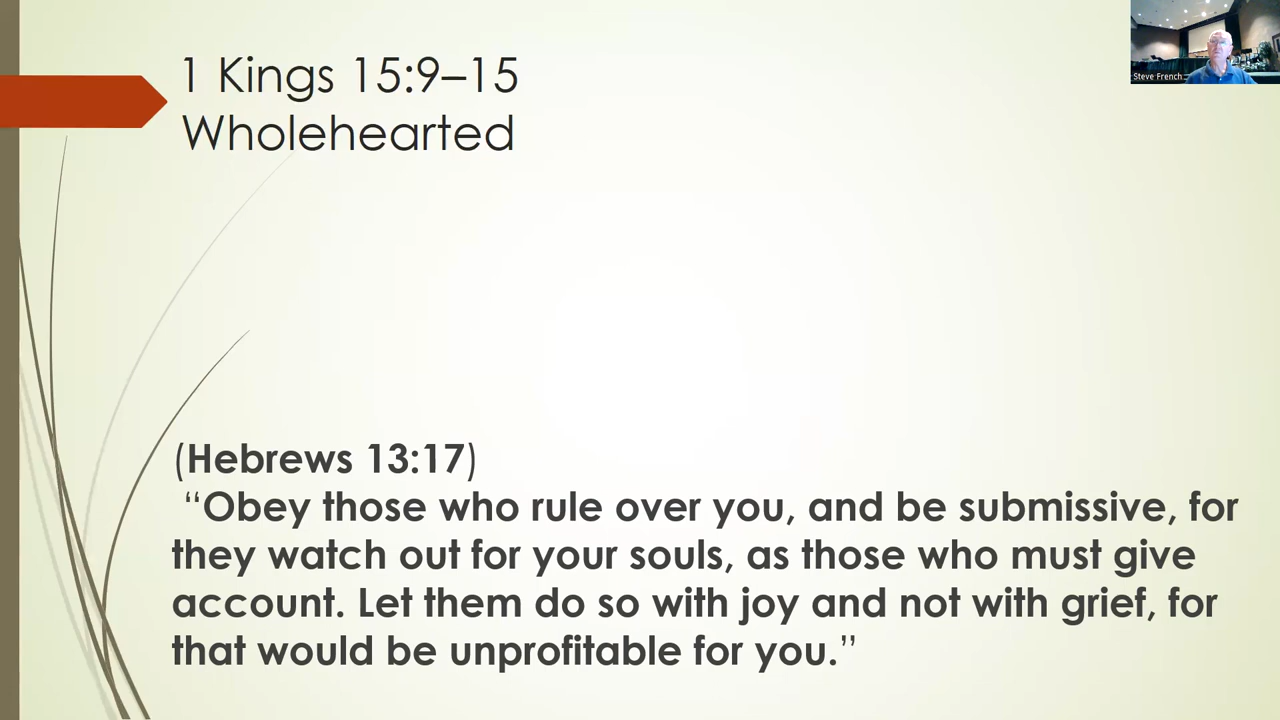 1 Kings 15:9–15
Wholehearted
Steve French
(Hebrews 13:17)
“Obey those who rule over you, and be submissive, for
they watch out for your souls, as those who must give
account. Let them do so with joy and not with grief, for
that would be unprofitable for you.”